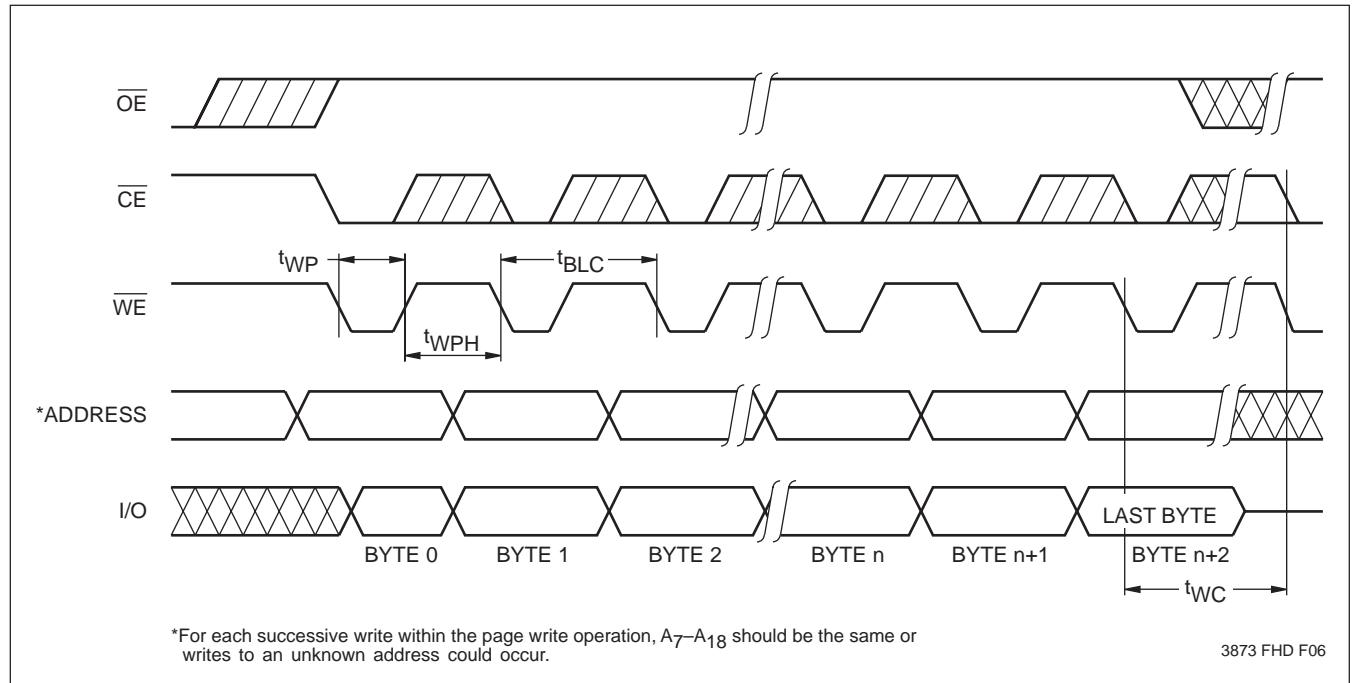 OE
CE
tWP
tBLC
WE
tWPH
*ADDRESS
I/O
LAST BYTE
BYTE 0 BYTE 1 BYTE 2 BYTE n BYTE n+1 BYTE n+2
tWC
*For each successive write within the page write operation, A7–A18 should be the same or
writes to an unknown address could occur.
3873 FHD F06